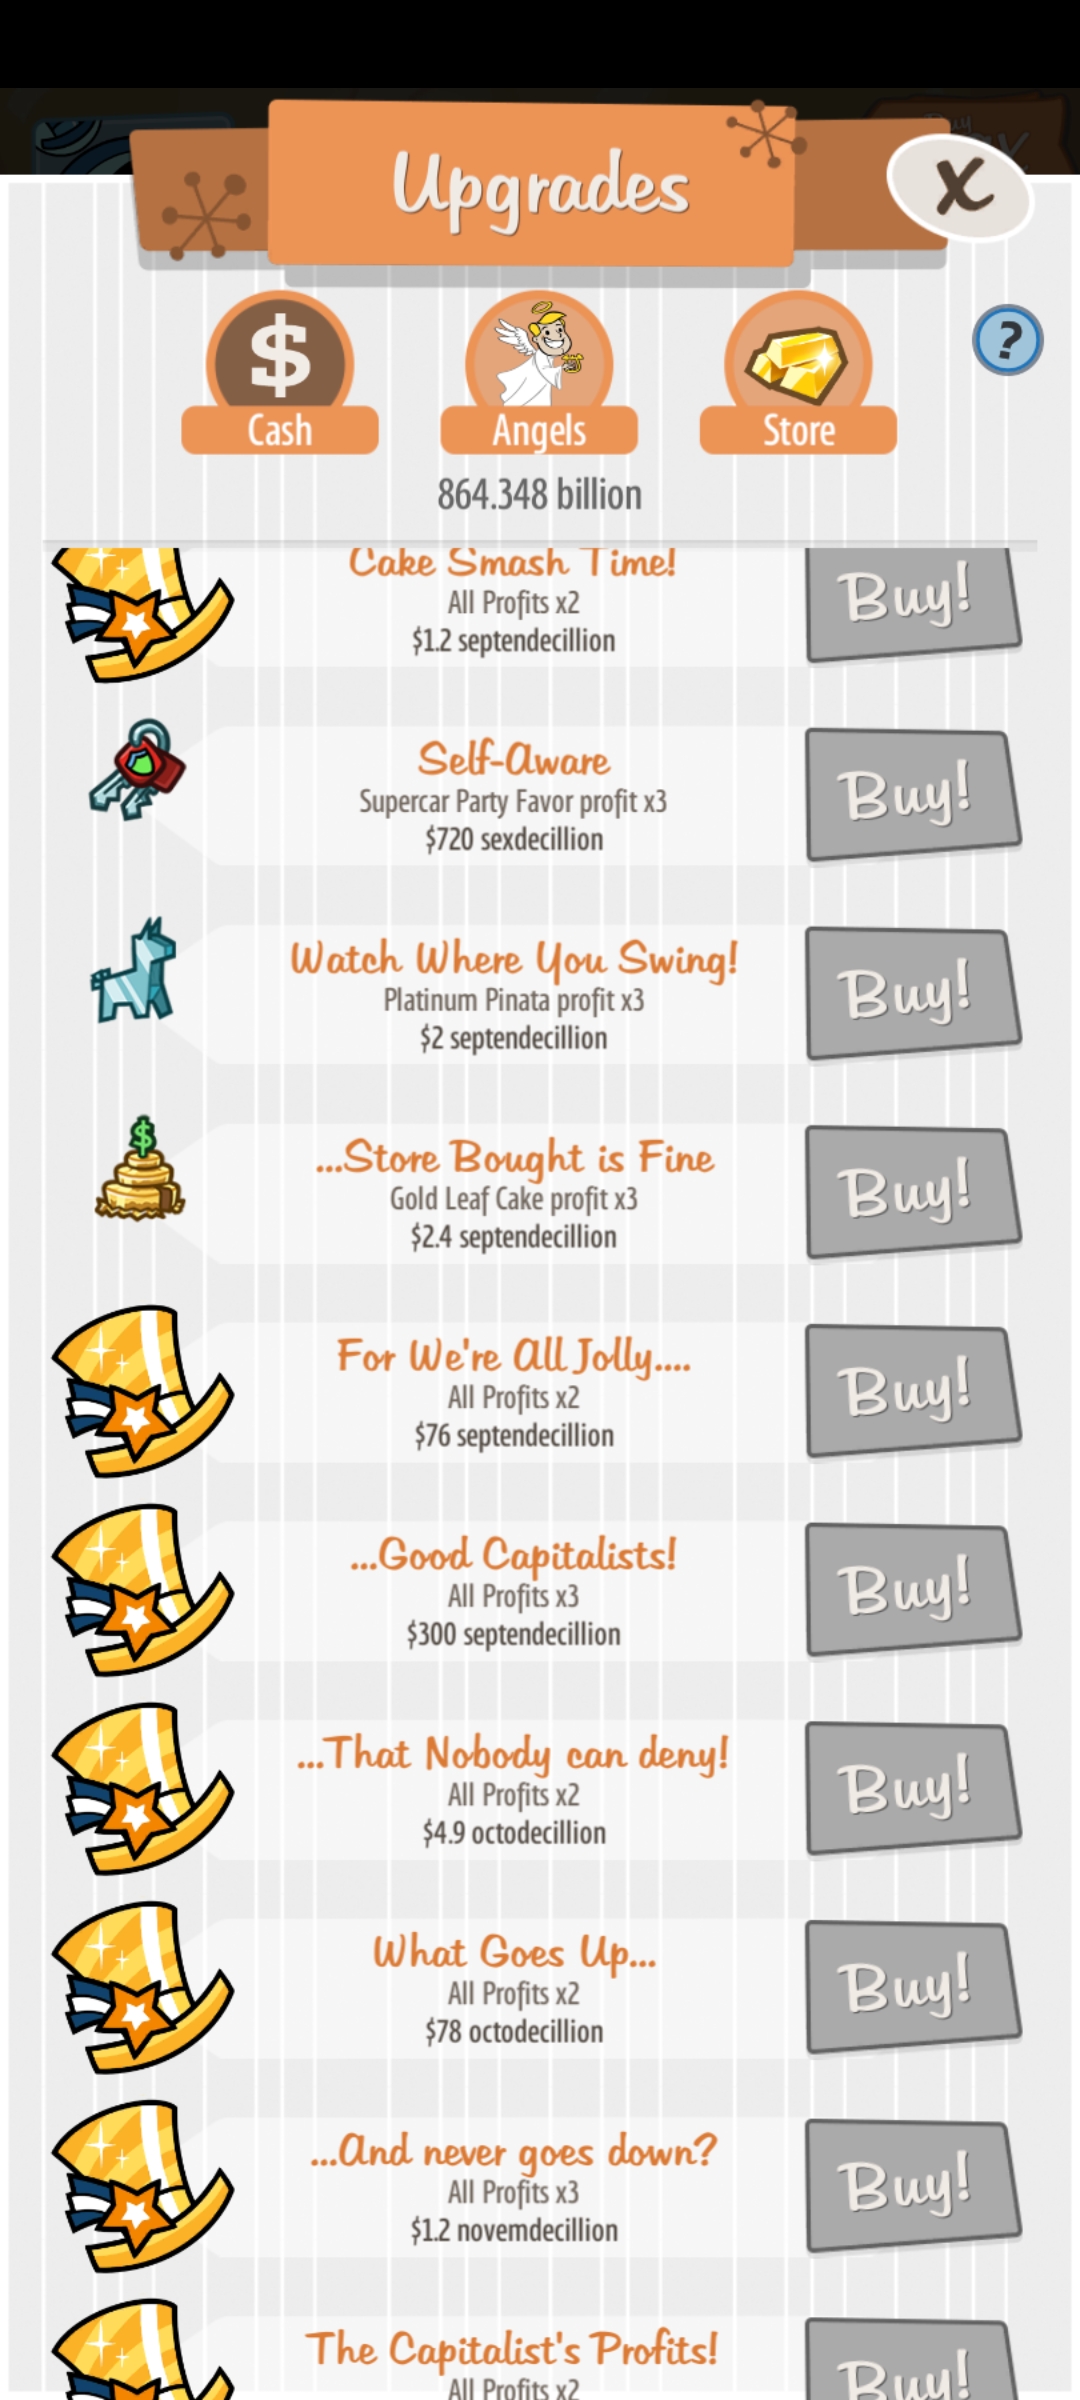 Upgrades
X
$
?
Cash
Angels
Store
864.348 billion
Cake Smash Time!
All Profits x2
$1.2 septendecillion
Buy!
Self-Aware
Supercar Party Favor profit x3
$720 sexdecillion
Buy!
Watch Where You Swing!
Platinum Pinata profit x3
$2 septendecillion
Buy!
$
...Store Bought is Fine
Gold Leaf Cake profit x3
$2.4 septendecillion
Buy!
For We're All Jolly....
All Profits x2
$76 septendecillion
Buy!
...Good Capitalists!
All Profits x3
$300 septendecillion
Buy!
...That Nobody can deny!
All Profits x2
$4.9 octodecillion
Buy!
What Goes Up...
All Profits x2
$78 octodecillion
Buy!
...And never goes down?
All Profits x3
$1.2 novemdecillion
Buy!
The Capitalist's Profits!
All Profits x2
Buy!